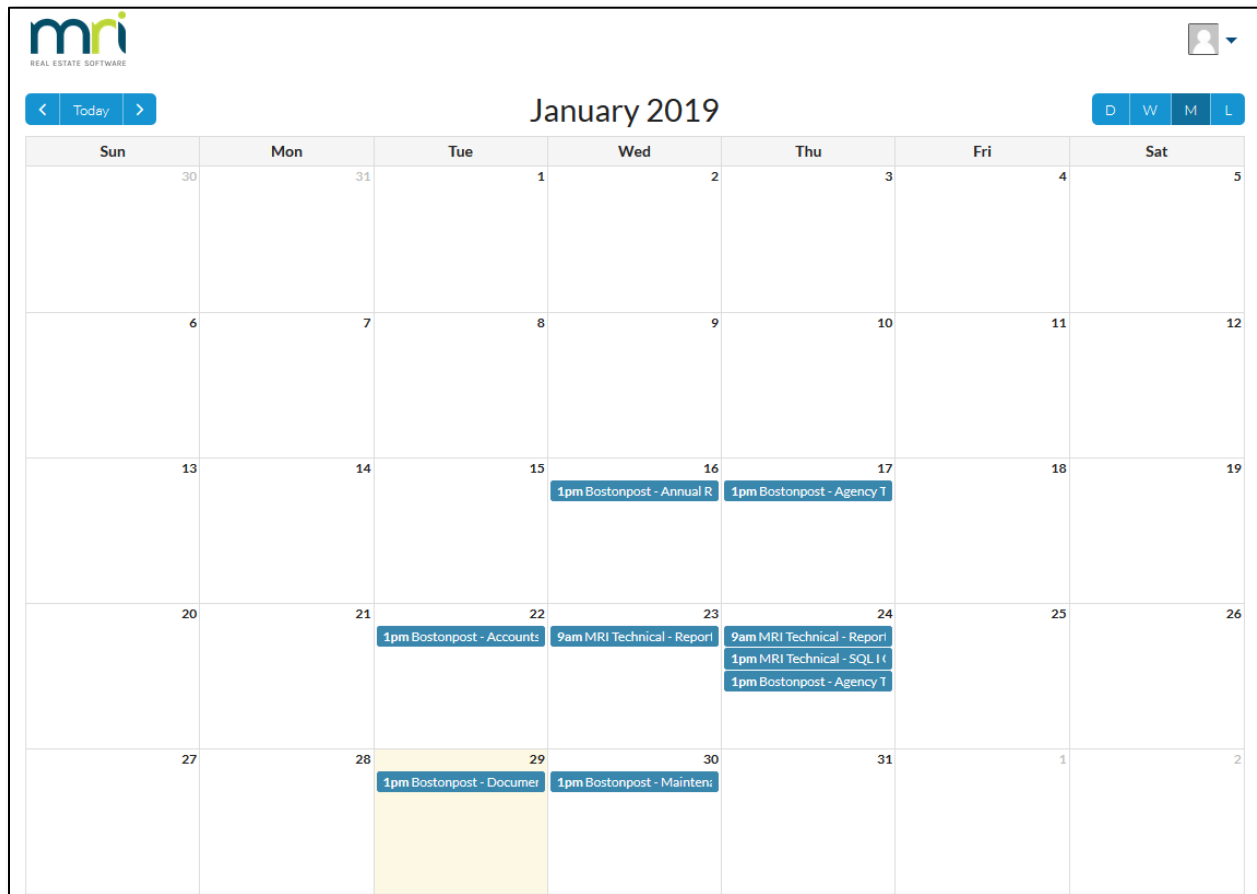 mri
REAL ESTATE SOFTWARE
Today January 2019 D W M L
Sun Mon Tue Wed Thu Fri Sat
30 31 1 2 3 4 5
6 7 8 9 10 11 12
13 14 15 16 17 18 19
1pm Bostonpost - Annual R 1pm Bostonpost - Agency T
20 21 22 23 24 25 26
1pm Bostonpost - Accounts 9am MRI Technical - Report 9am MRI Technical - Report
1pm MRI Technical - SQL I
1pm Bostonpost - Agency T
27 28 29 30 31 1 2
1pm Bostonpost - Documen 1pm Bostonpost - Maintena